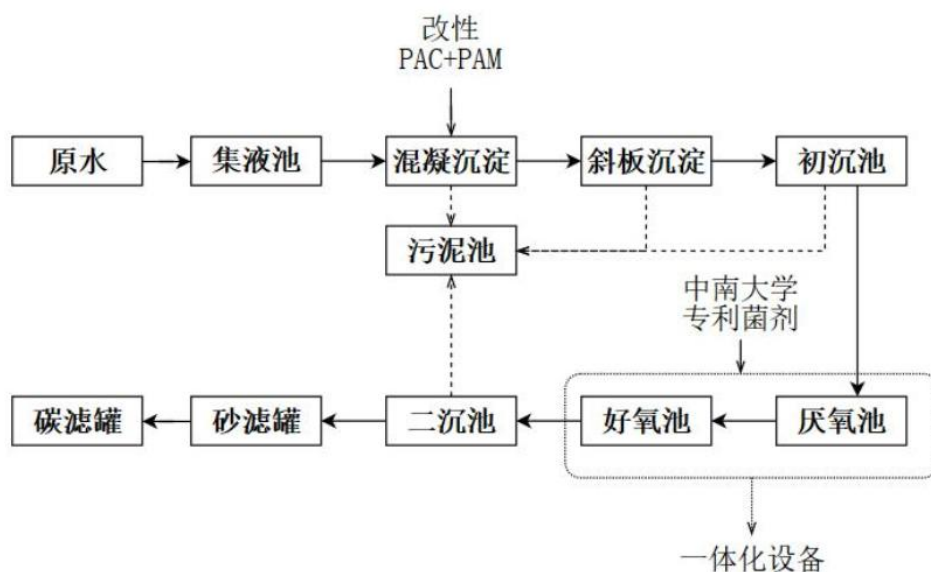 改性
PAC+PAM
原水
集液池
混凝沉淀
斜板沉淀
初沉池
污泥池
中南大学
专利菌剂
碳滤罐
砂滤罐
二沉池
好氧池
厌氧池
一体化设备